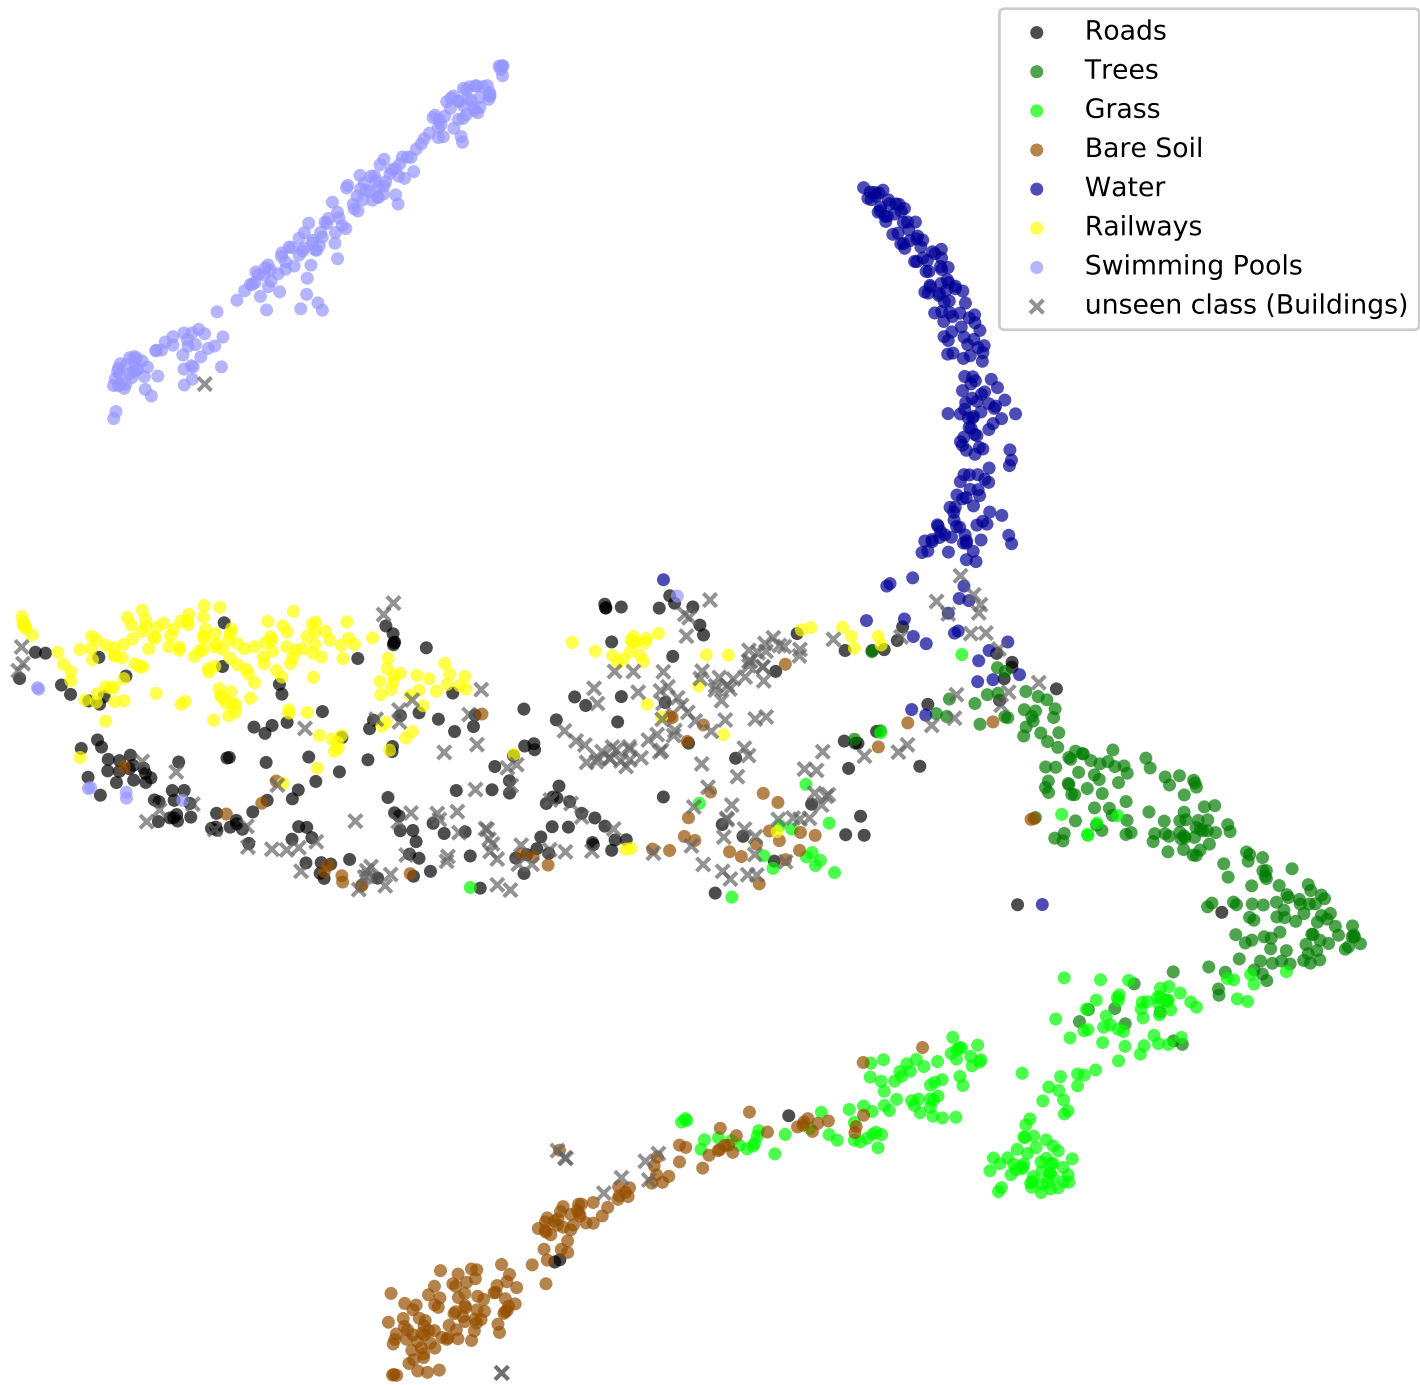 Roads
Trees
Grass
Bare Soil
Water
Railways
Swimming Pools
unseen class (Buildings)